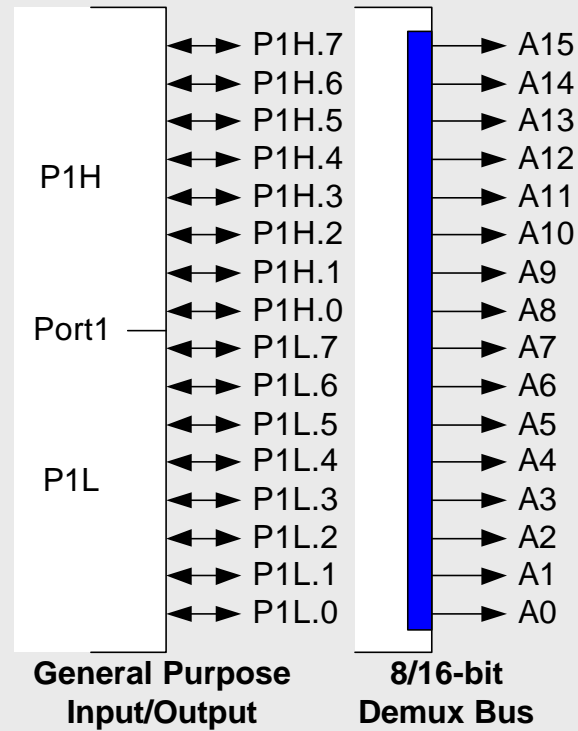 P1H.7 A15
P1H.6 A14
P1H.5 A13
P1H.4 A12
P1H
P1H.3 A11
P1H.2 A10
P1H.1 A9
P1H.0 A8
Port1
P1L.7 A7
P1L.6 A6
P1L.5 A5
P1L.4 A4
P1L
P1L.3 A3
P1L.2 A2
P1L.1 A1
P1L.0 A0
General Purpose 8/16-bit
Input/Output Demux Bus